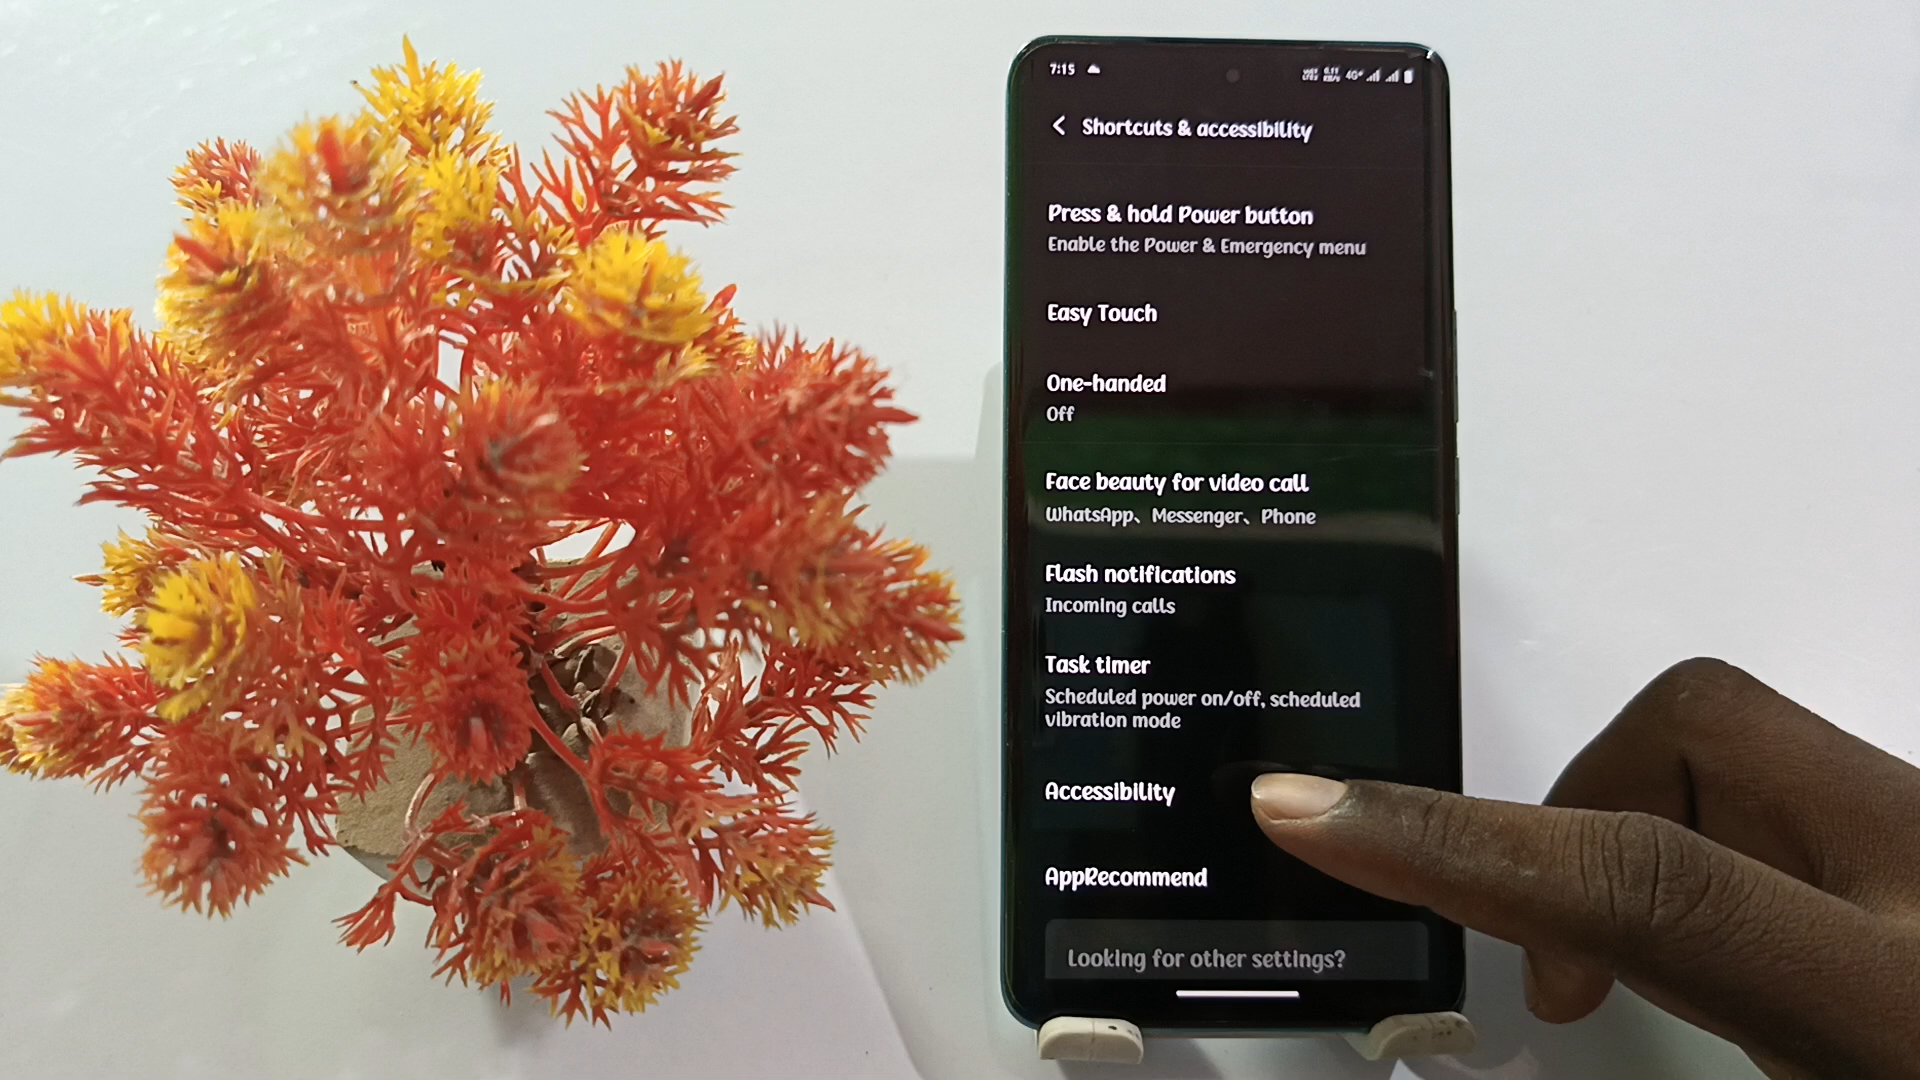 7:15
4G+
Shortcuts & accessibility
Press & hold Power button
Enable the Power & Emergency menu
Easy Touch
One-handed
Off
Face beauty for video call
WhatsApp、Messenger、Phone
Flash notifications
Incoming calls
Task timer
Scheduled power on/off, scheduled
vibration mode
Accessibility
AppRecommend
Looking for other settings?